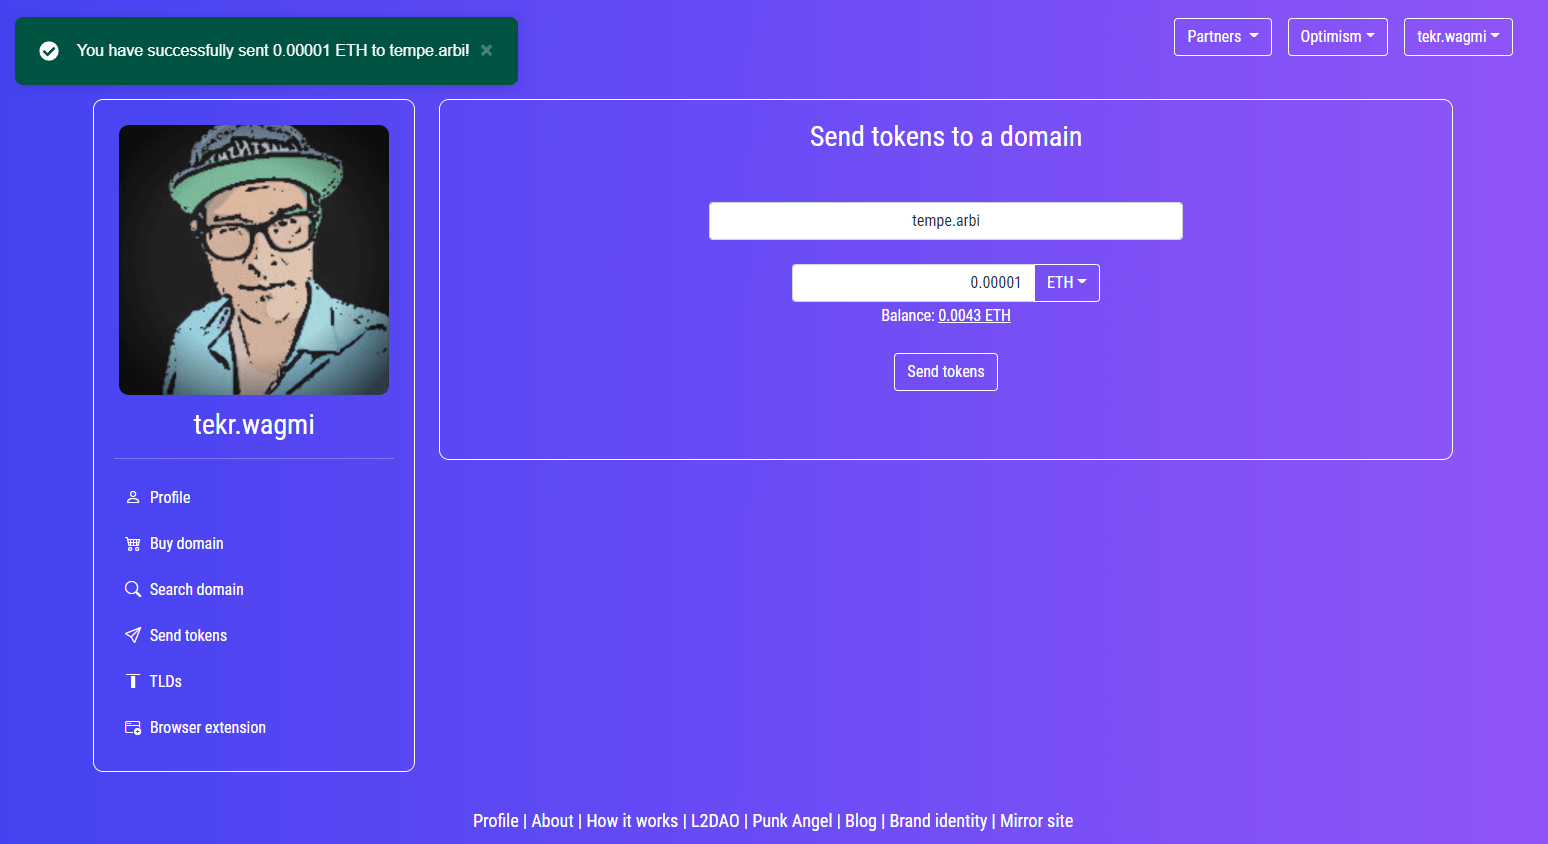 You have successfully sent 0.00001 ETH to tempe.arbi!
Partners
Optimism
tekr.wagmi
Send tokens to a domain
tempe.arbi
0.00001 ETH
Balance: 0.0043 ETH
Send tokens
tekr.wagmi
Profile
Buy domain
Search domain
Send tokens
TLDs
Browser extension
Profile | About | How it works | L2DAO | Punk Angel | Blog | Brand identity | Mirror site